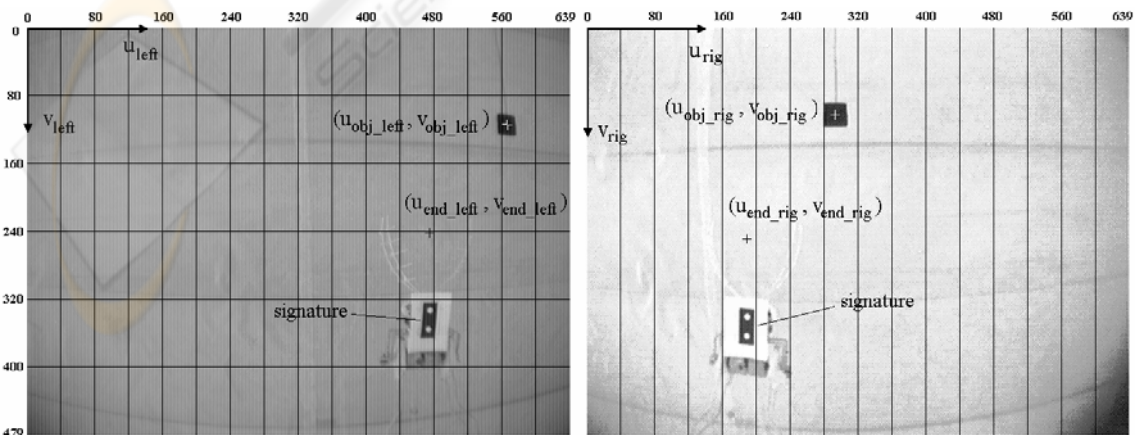 0 80 160 240 320 400 480 560 639
0 80 160 240 320 400 480 560 639
0
80
160
240
320
400
479
u_left
v_left
(u_obj_left, v_obj_left)
(u_end_left, v_end_left)
signature
u_rig
v_rig
(u_obj_rig, v_obj_rig)
(u_end_rig, v_end_rig)
signature